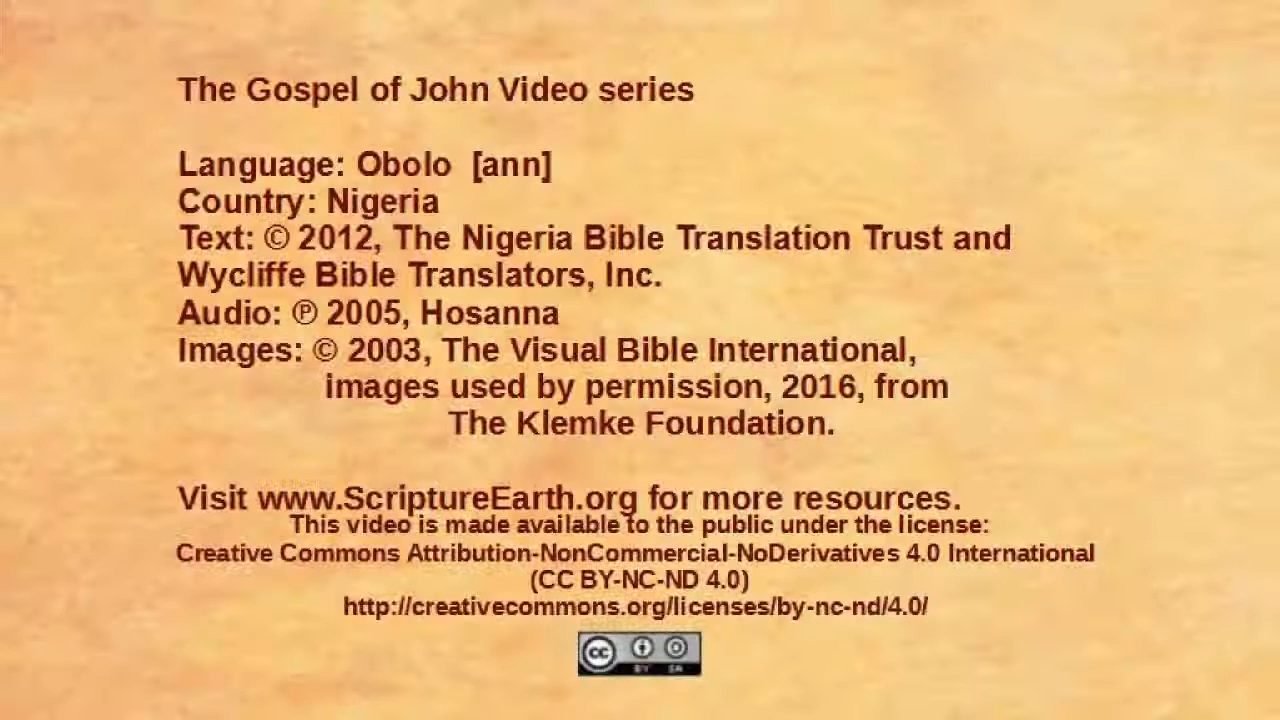 The Gospel of John Video series
Language: Obolo [ann]
Country: Nigeria
Text: © 2012, The Nigeria Bible Translation Trust and
Wycliffe Bible Translators, Inc.
Audio: ℗ 2005, Hosanna
Images: © 2003, The Visual Bible International,
images used by permission, 2016, from
The Klemke Foundation.
Visit www.ScriptureEarth.org for more resources.
This video is made available to the public under the license:
Creative Commons Attribution-NonCommercial-NoDerivatives 4.0 International
(CC BY-NC-ND 4.0)
http://creativecommons.org/licenses/by-nc-nd/4.0/
cc BY SA